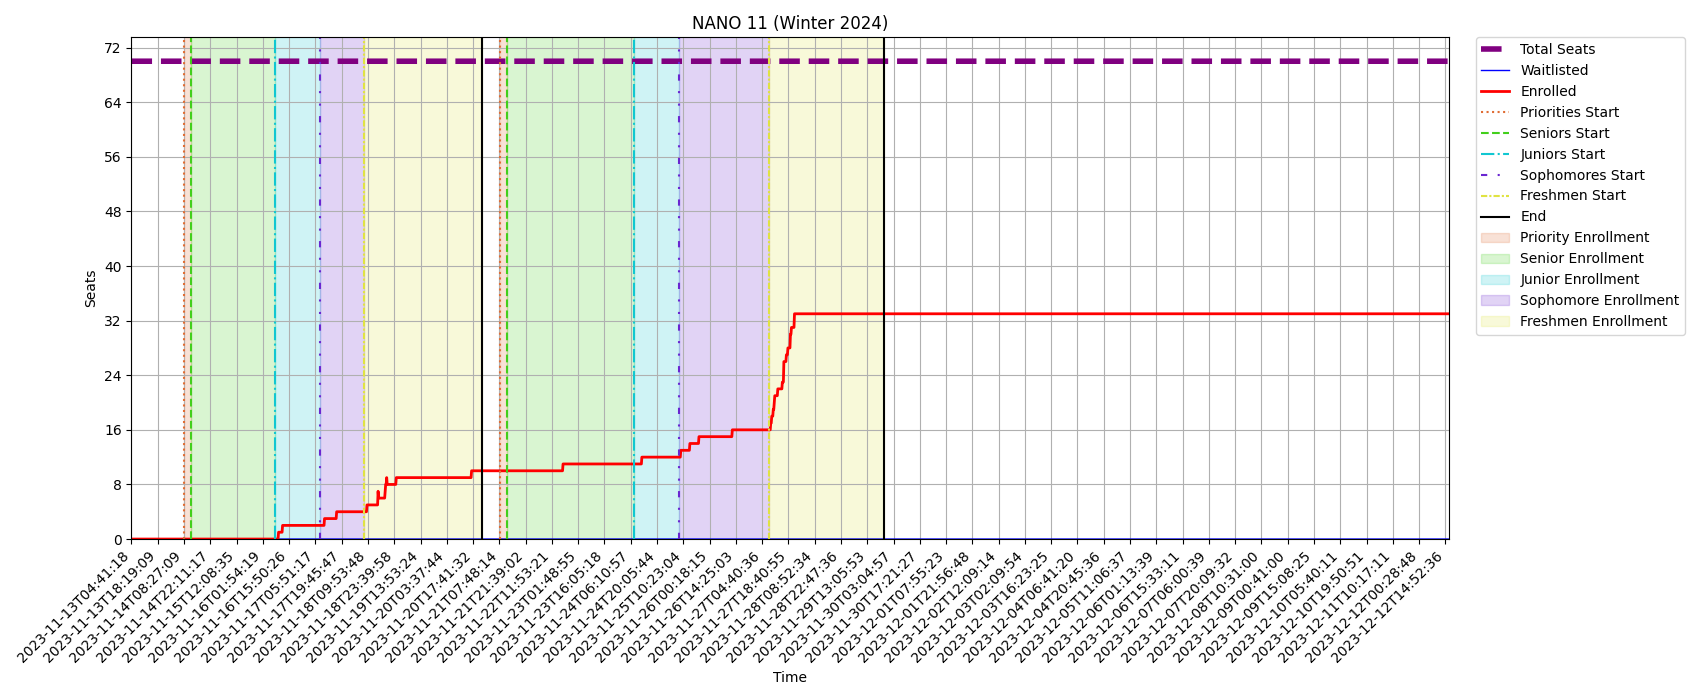 NANO 11 (Winter 2024)
72
64
56
48
40
32
24
16
8
0
Seats
2023-11-13T04:41:18
2023-11-13T18:19:09
2023-11-14T08:27:09
2023-11-14T22:11:17
2023-11-15T12:08:35
2023-11-16T01:54:19
2023-11-16T15:50:26
2023-11-17T05:51:17
2023-11-17T19:45:47
2023-11-18T09:53:48
2023-11-18T23:39:58
2023-11-19T13:53:24
2023-11-20T03:37:44
2023-11-20T17:41:32
2023-11-21T07:48:14
2023-11-21T21:39:02
2023-11-22T11:53:21
2023-11-23T01:48:55
2023-11-23T16:05:18
2023-11-24T06:10:57
2023-11-24T20:05:44
2023-11-25T10:23:04
2023-11-26T00:18:15
2023-11-26T14:25:03
2023-11-27T04:40:36
2023-11-27T18:40:55
2023-11-28T08:52:34
2023-11-28T22:47:36
2023-11-29T13:05:53
2023-11-30T03:04:57
2023-11-30T17:21:27
2023-12-01T07:55:23
2023-12-01T21:56:48
2023-12-02T12:09:14
2023-12-03T02:09:54
2023-12-03T16:23:25
2023-12-04T06:41:20
2023-12-04T20:45:36
2023-12-05T11:06:37
2023-12-06T01:13:39
2023-12-06T15:33:11
2023-12-07T06:00:39
2023-12-07T20:09:32
2023-12-08T10:31:00
2023-12-09T00:41:00
2023-12-09T15:08:25
2023-12-10T05:40:11
2023-12-10T19:50:51
2023-12-11T10:17:11
2023-12-12T00:28:48
2023-12-12T14:52:36
Time
Total Seats
Waitlisted
Enrolled
Priorities Start
Seniors Start
Juniors Start
Sophomores Start
Freshmen Start
End
Priority Enrollment
Senior Enrollment
Junior Enrollment
Sophomore Enrollment
Freshmen Enrollment